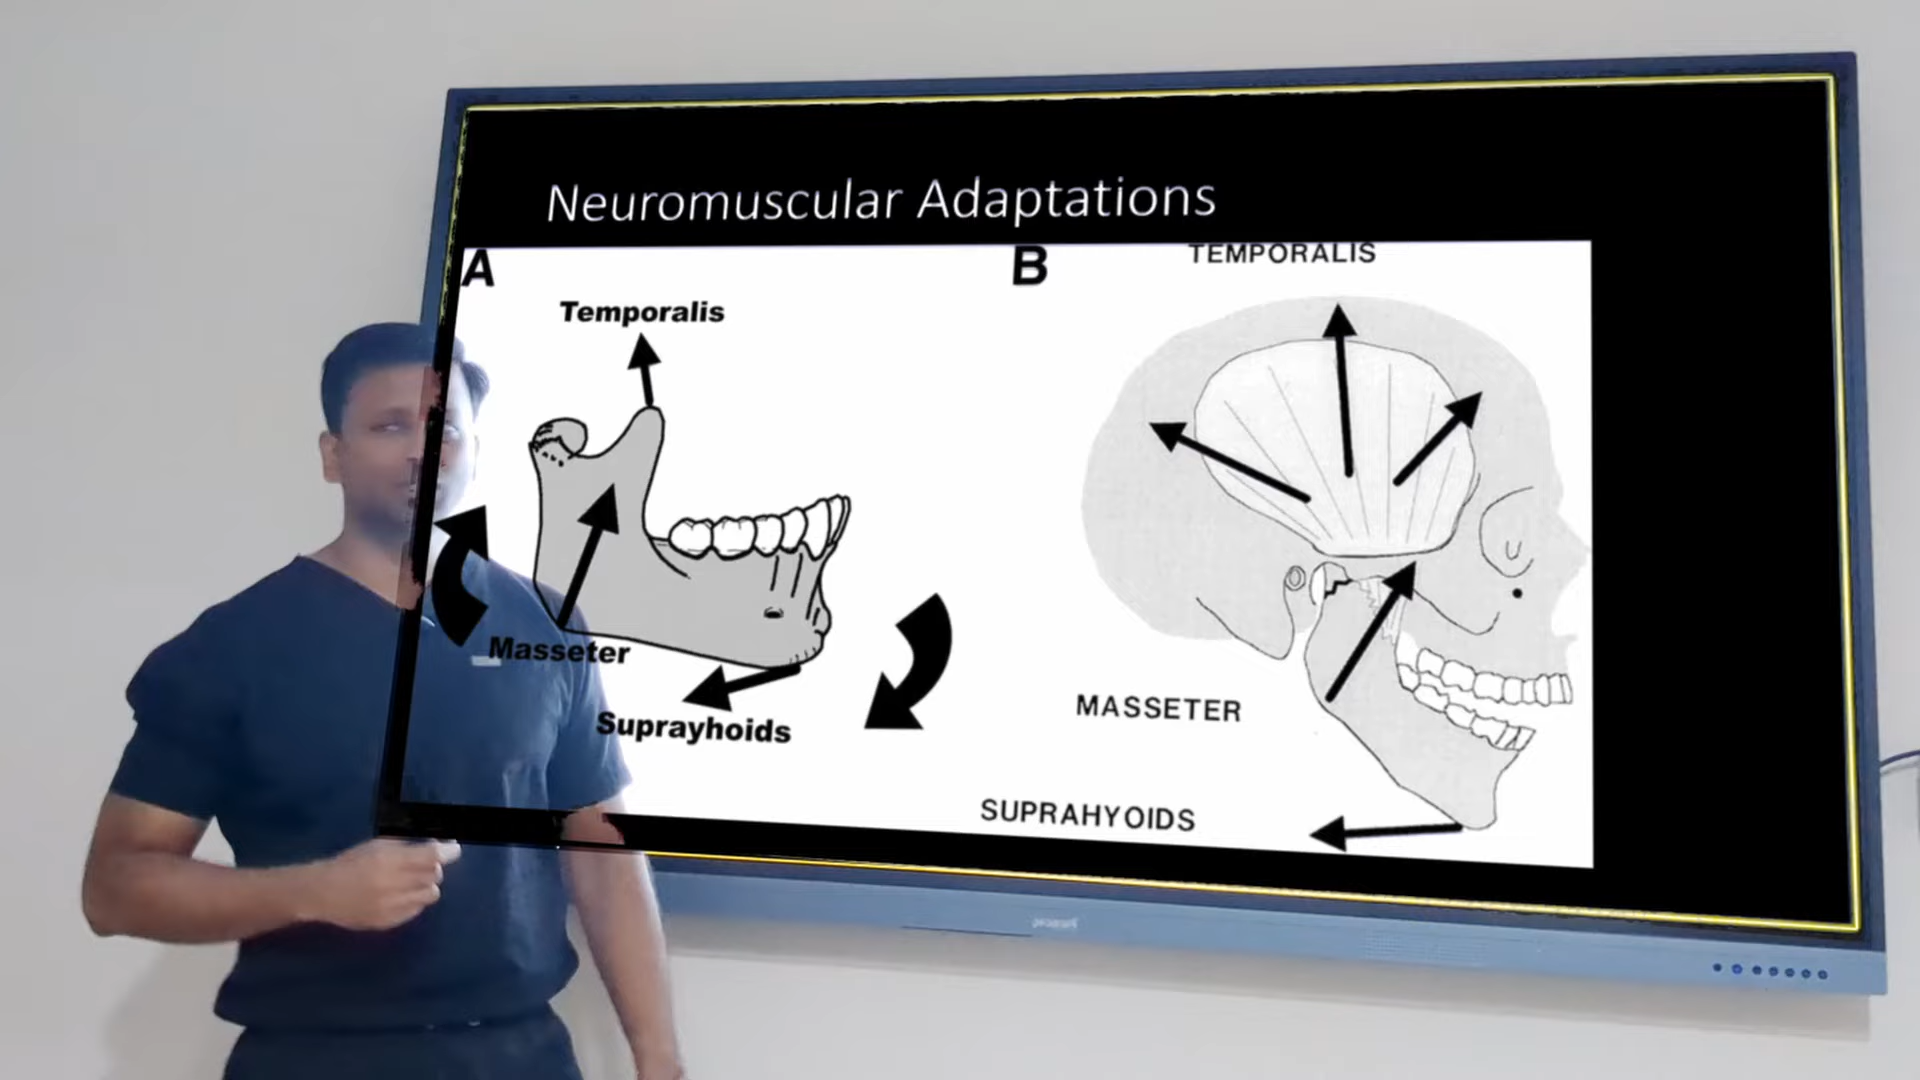 Neuromuscular Adaptations
A
Temporalis
Masseter
Suprayhoids
B
TEMPORALIS
MASSETER
SUPRAHYOIDS